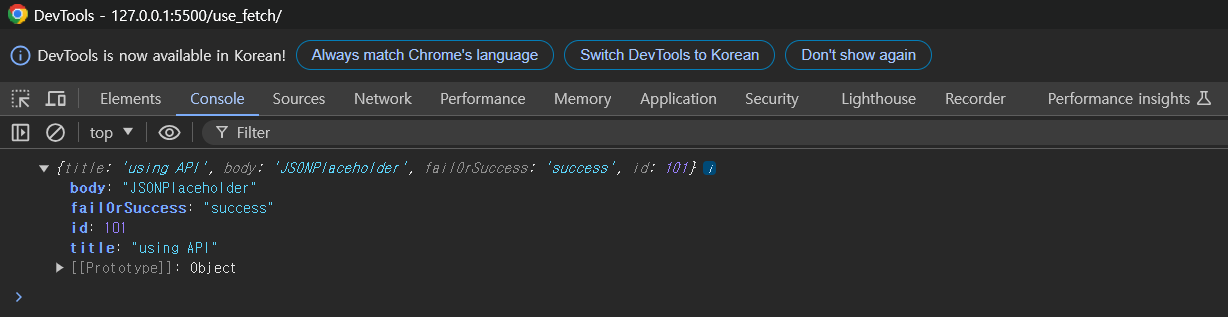 DevTools - 127.0.0.1:5500/use_fetch/
DevTools is now available in Korean! Always match Chrome's language Switch DevTools to Korean Don't show again
Elements Console Sources Network Performance Memory Application Security Lighthouse Recorder Performance insights
top Filter
{title: 'using API', body: 'JSONPlaceholder', failOrSuccess: 'success', id: 101}
body: "JSONPlaceholder"
failOrSuccess: "success"
id: 101
title: "using API"
[[Prototype]]: Object